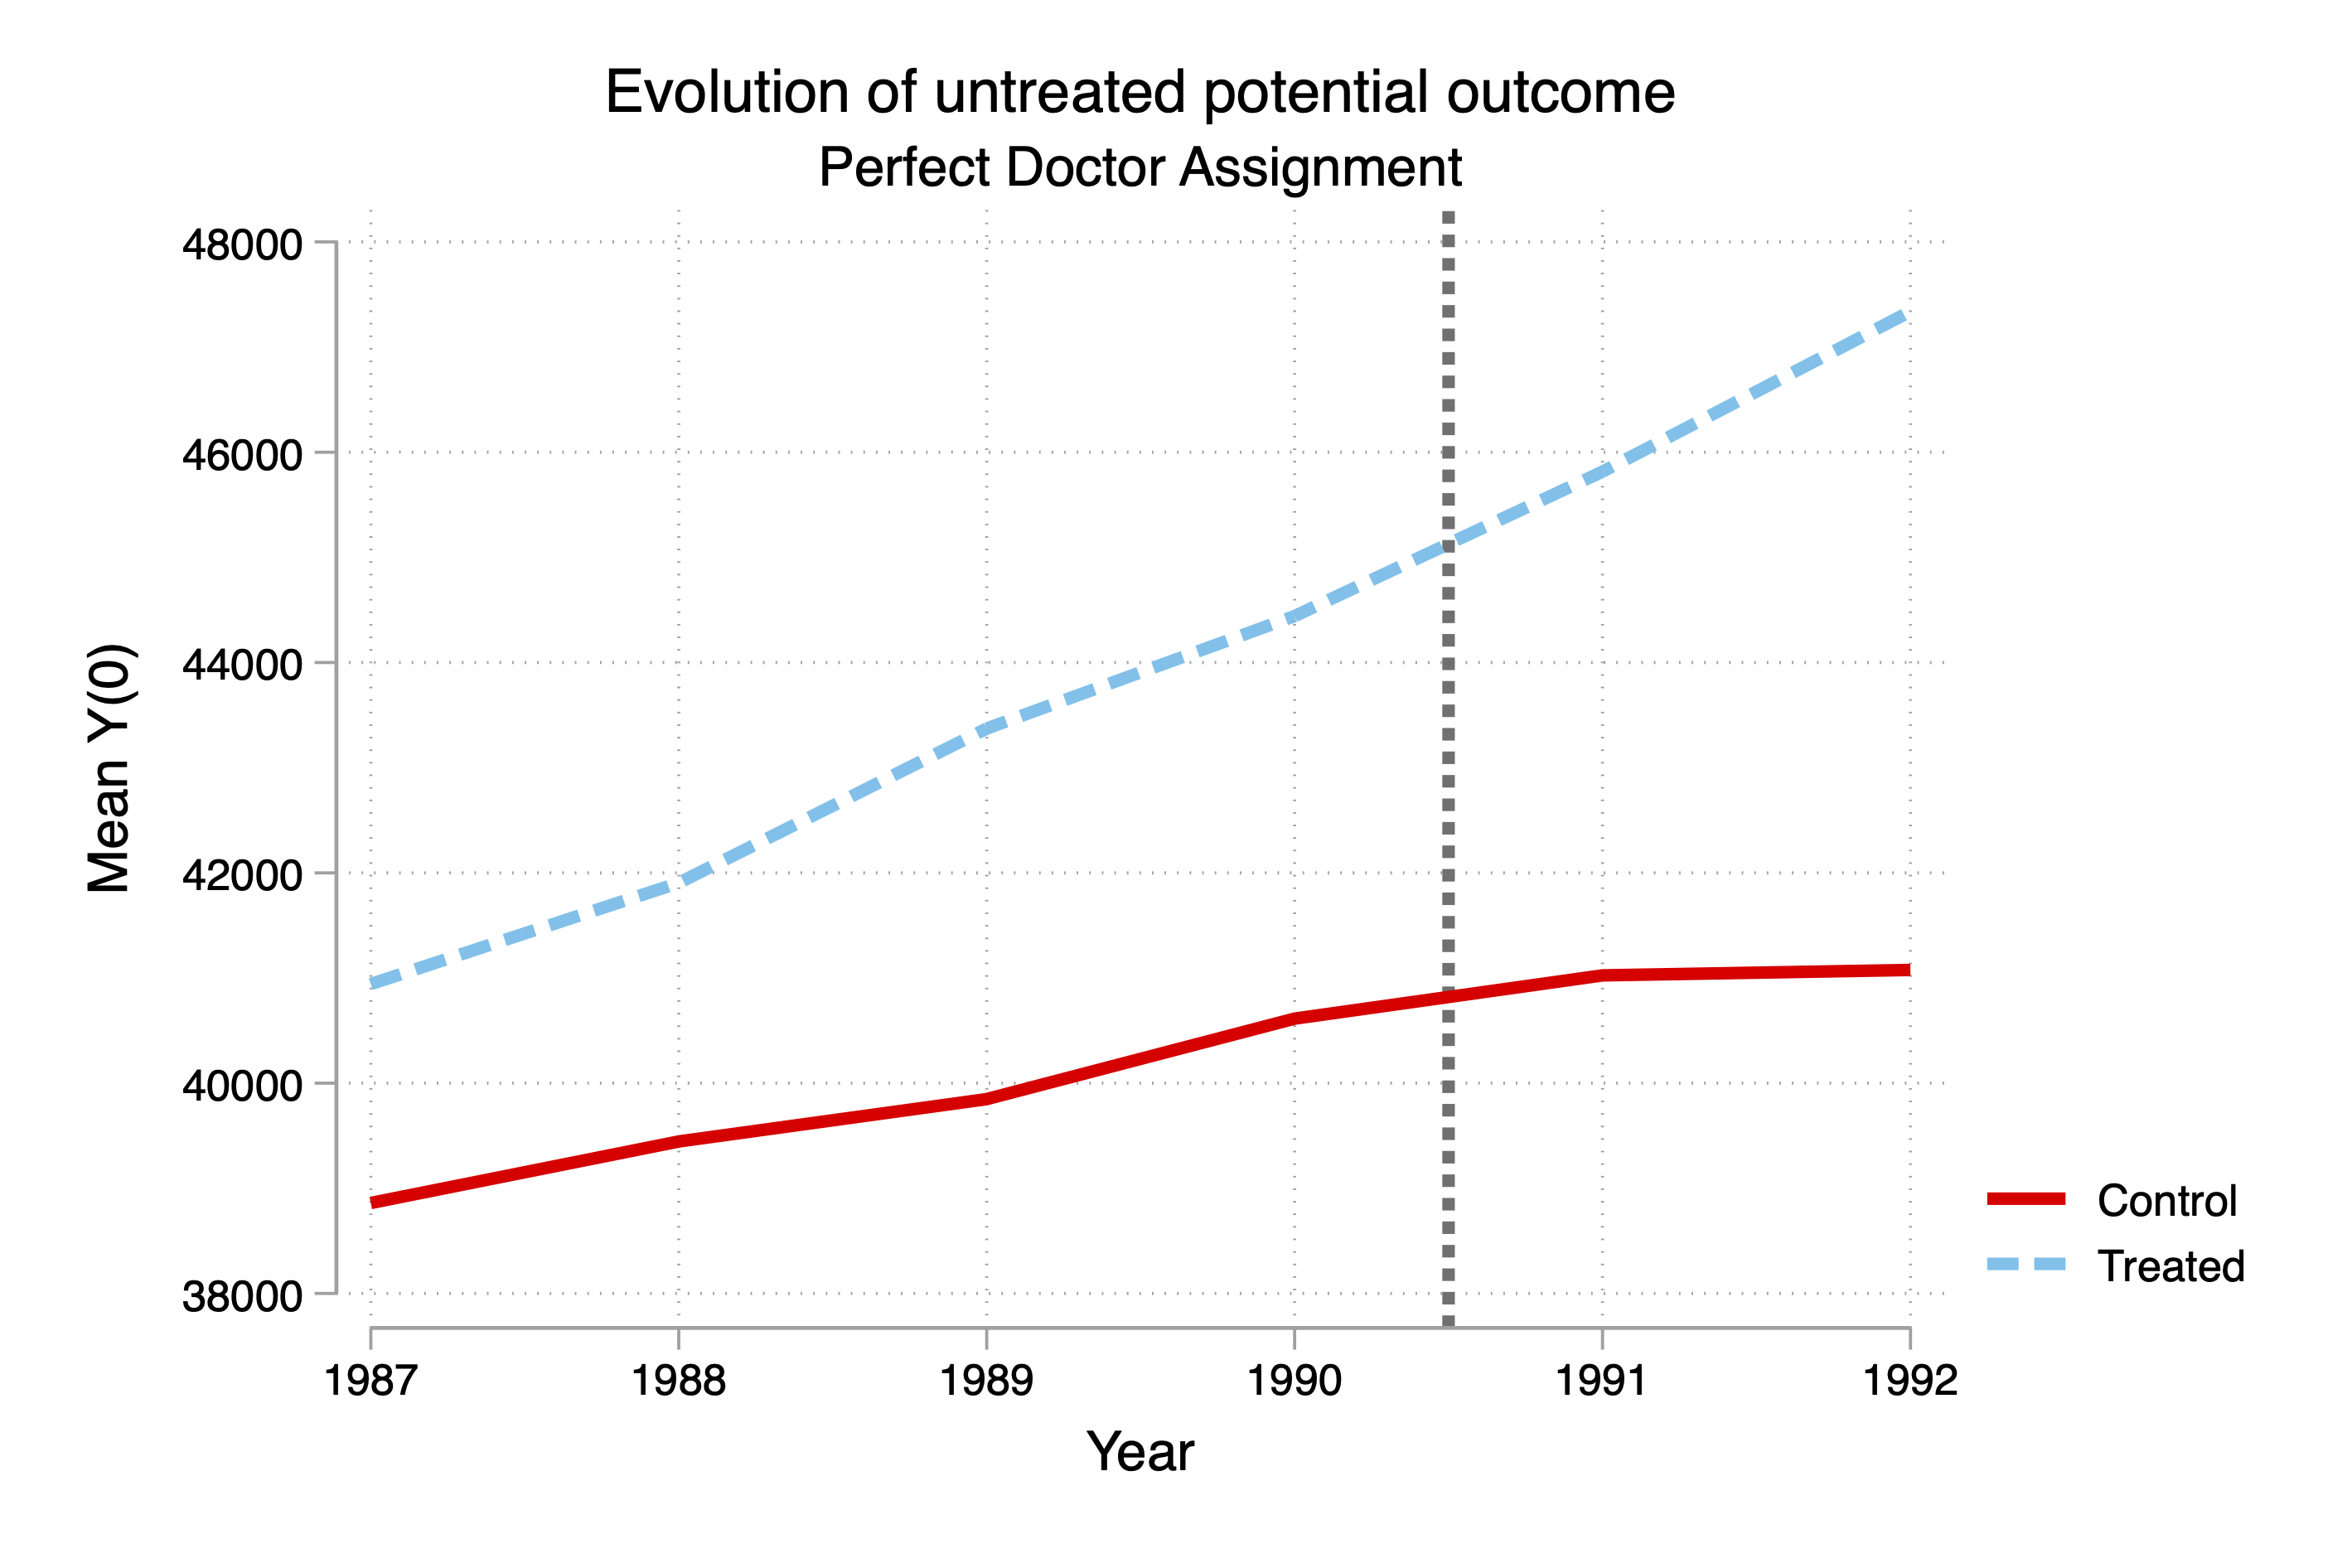 Evolution of untreated potential outcome
Perfect Doctor Assignment
48000
46000
44000
42000
40000
38000
Mean Y(0)
1987 1988 1989 1990 1991 1992
Year
Control
Treated